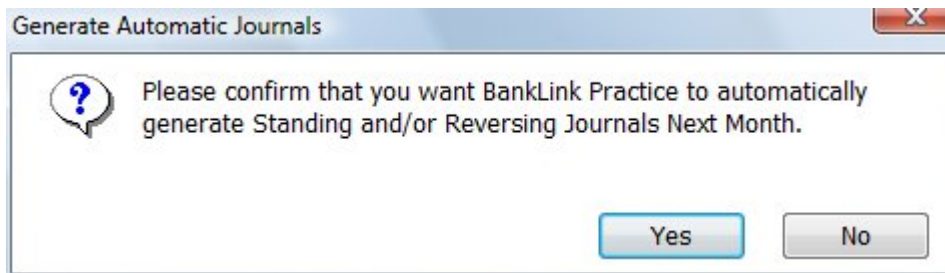 Generate Automatic Journals
Please confirm that you want BankLink Practice to automatically
generate Standing and/or Reversing Journals Next Month.
Yes No